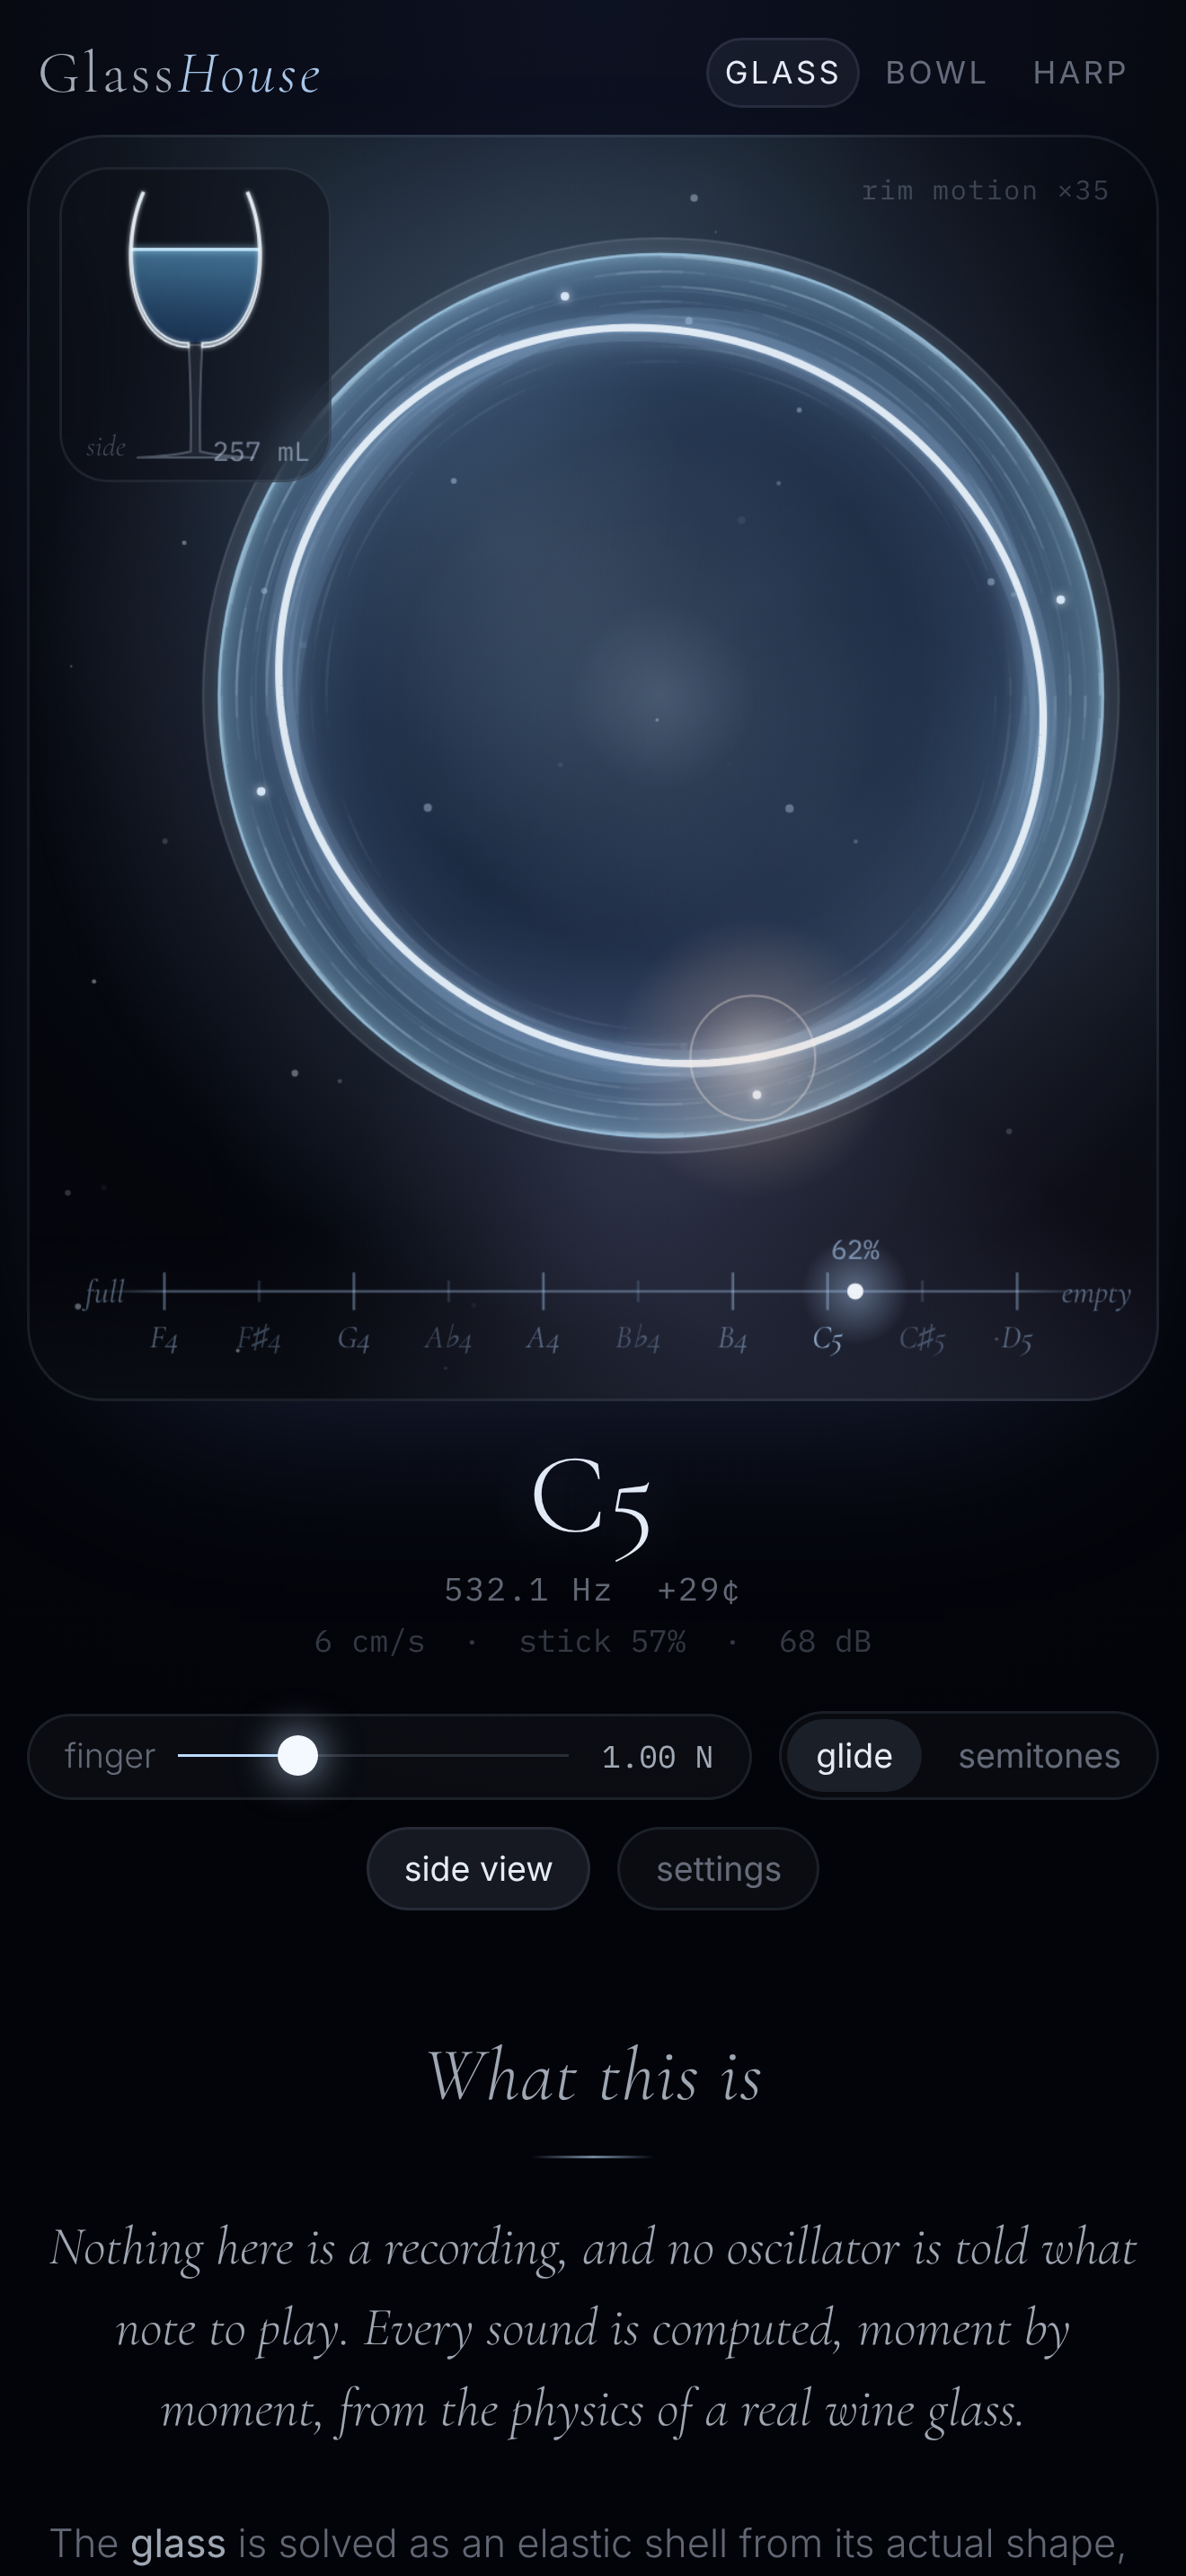 GlassHouse
GLASS BOWL HARP
rim motion ×35
side 257 mL
62%
full empty
F4 F♯4 G4 A♭4 A4 B♭4 B4 C5 C♯5 D5
C5
532.1 Hz +29¢
6 cm/s · stick 57% · 68 dB
finger 1.00 N glide semitones
side view settings
What this is
Nothing here is a recording, and no oscillator is told what
note to play. Every sound is computed, moment by
moment, from the physics of a real wine glass.
The glass is solved as an elastic shell from its actual shape,